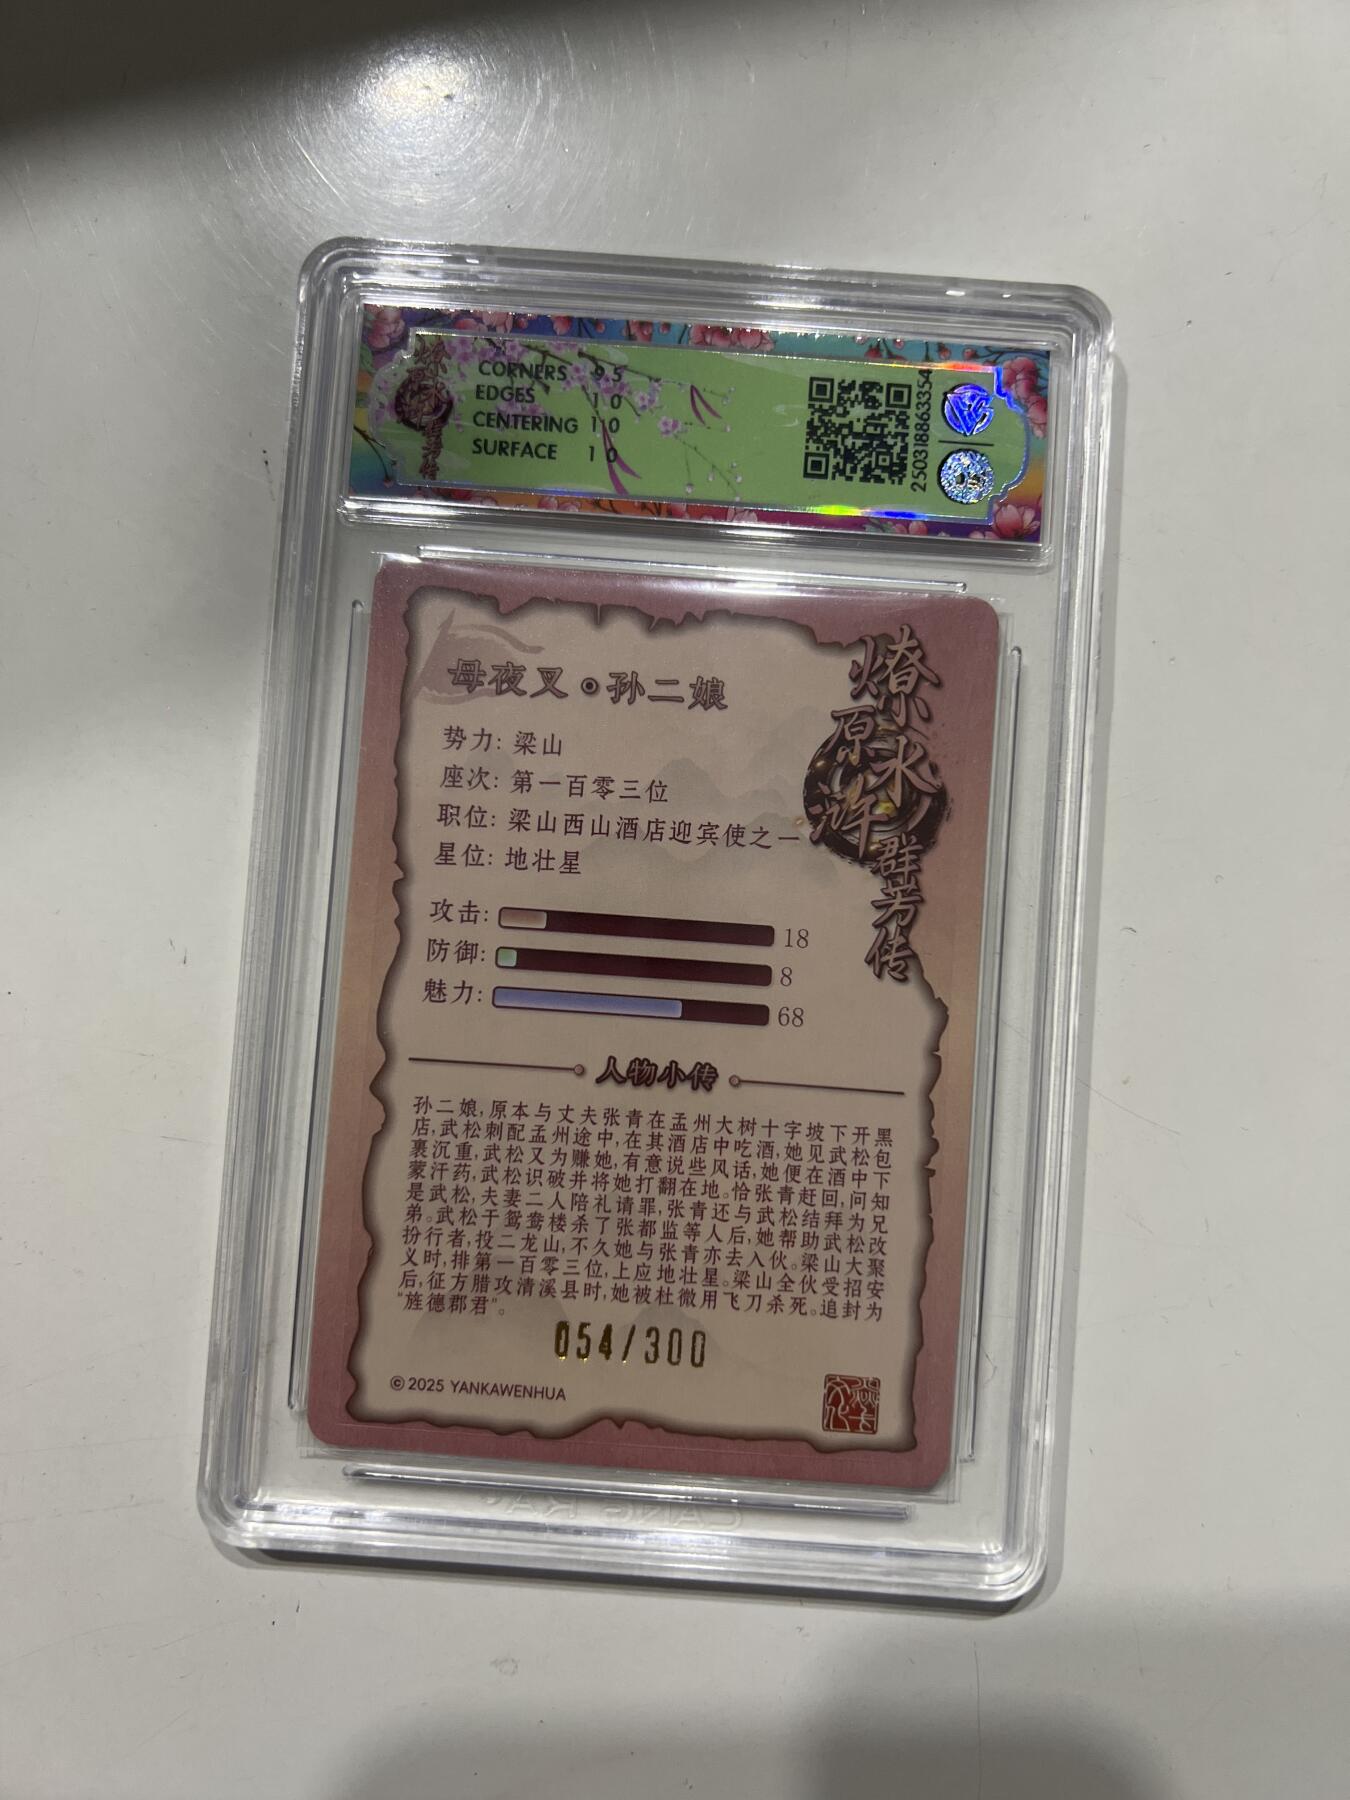 燎原水浒群芳传
CORNERS 9.5
EDGES 10
CENTERING 10
SURFACE 10
250318863354
母夜叉·孙二娘
燎原水浒群芳传
势力: 梁山
座次: 第一百零三位
职位: 梁山西山酒店迎宾使之一
星位: 地壮星
攻击: 18
防御: 8
魅力: 68
人物小传
孙二娘,原本与丈夫张青在孟州大树十字坡下开黑
店,武松刺配孟州途中,在其酒店中吃酒,她见武松包
裹沉重,武松又为赚她,有意说些风话,她便在酒中下
蒙汗药,武松识破并将她打翻在地。恰张青赶回,问知
是武松,夫妻二人陪礼请罪,张青还与武松结拜为兄
弟。武松于鸳鸯楼杀了张都监等人后,她帮助武松改
扮行者,投二龙山,不久她与张青亦去入伙。梁山大聚
义时,排第一百零三位,上应地壮星。梁山全伙受招安
后,征方腊攻清溪县时,她被杜微用飞刀杀死。追封为
“旌德郡君”。
054/300
©2025 YANKAWENHUA